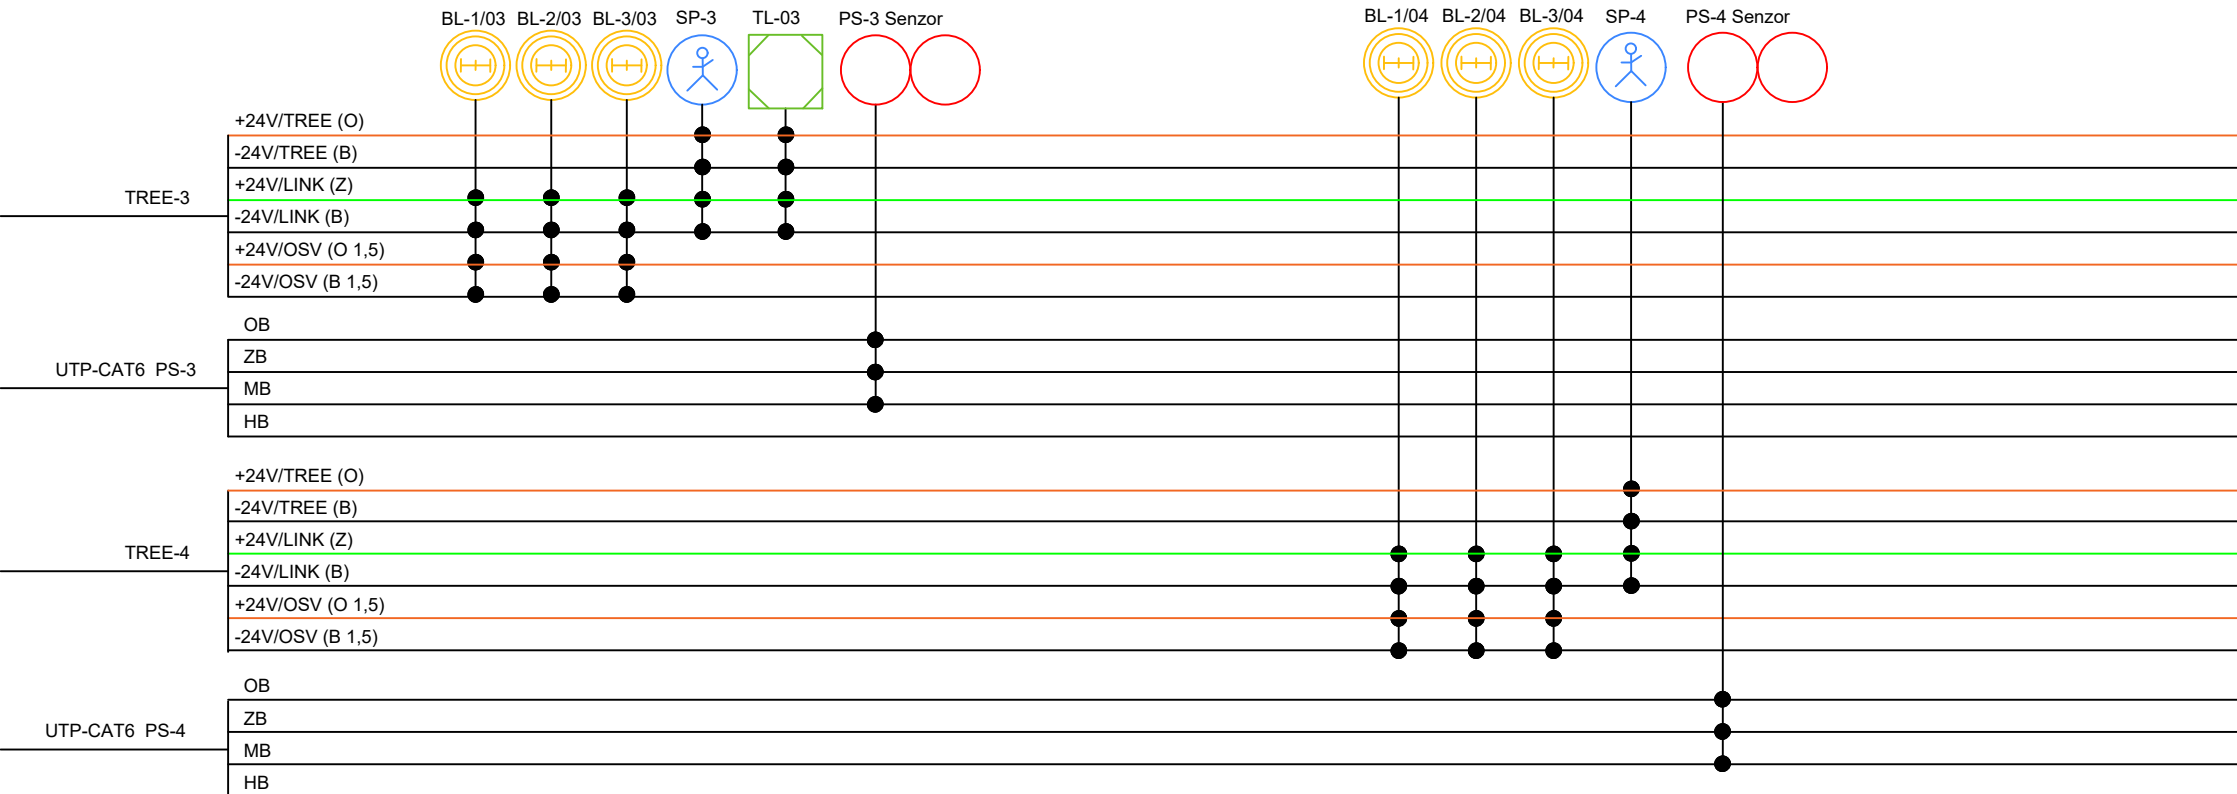 BL-1/03 BL-2/03 BL-3/03 SP-3 TL-03 PS-3 Senzor
BL-1/04 BL-2/04 BL-3/04 SP-4 PS-4 Senzor
TREE-3
+24V/TREE (O)
-24V/TREE (B)
+24V/LINK (Z)
-24V/LINK (B)
+24V/OSV (O 1,5)
-24V/OSV (B 1,5)
UTP-CAT6 PS-3
OB
ZB
MB
HB
TREE-4
+24V/TREE (O)
-24V/TREE (B)
+24V/LINK (Z)
-24V/LINK (B)
+24V/OSV (O 1,5)
-24V/OSV (B 1,5)
UTP-CAT6 PS-4
OB
ZB
MB
HB